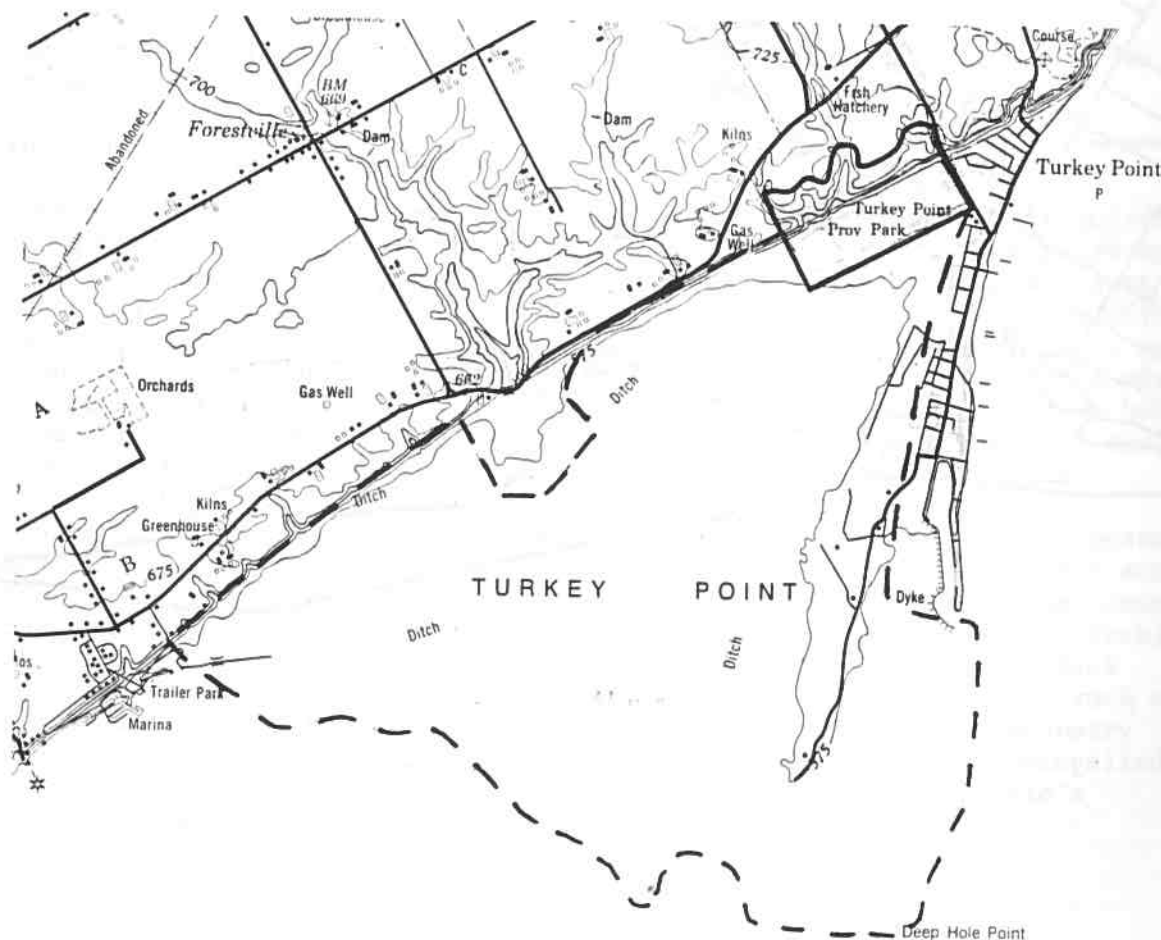 Course
725
C
700
BM
669
Fish
Hatchery
Forestville
Dam
Dam
Kilns
Abandoned
Turkey Point
P
Turkey Point
Prov Park
Gas
Well
575
662
Orchards
Gas Well
Ditch
A
Ditch
Kilns
Greenhouse
B
675
TURKEY POINT
Dyke
Ditch
Ditch
Trailer Park
Marina
575
Deep Hole Point